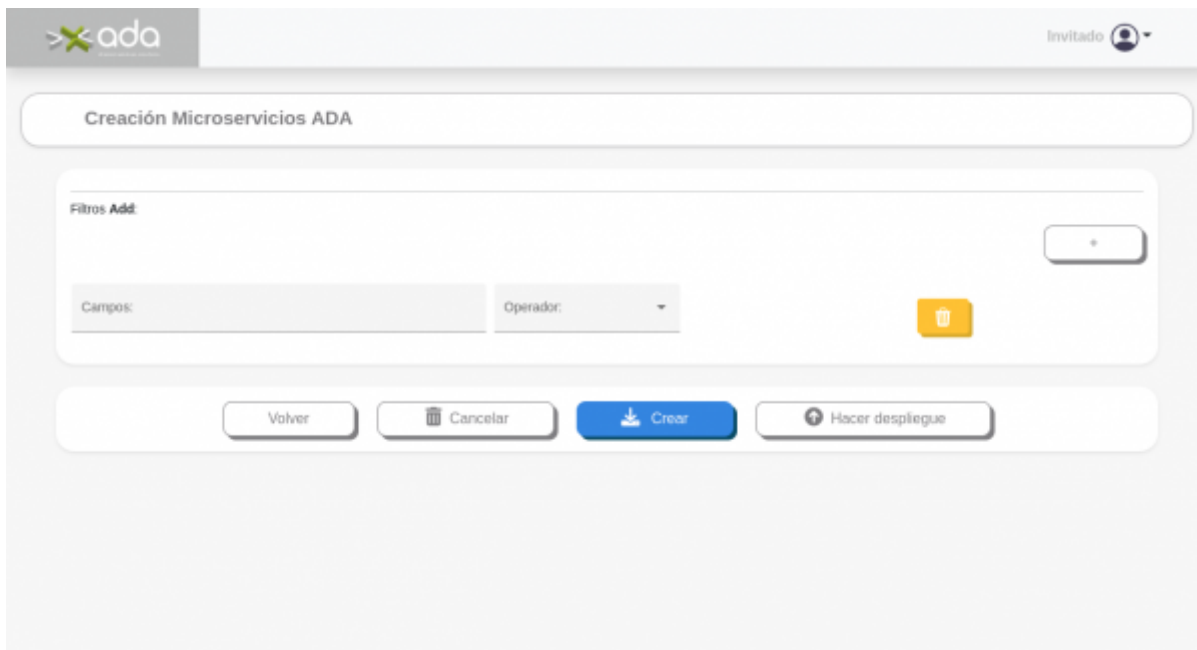 ada
Invitado
Creación Microservicios ADA
Filtros Add:
+
Campos:
Operador:
Volver
Cancelar
Crear
Hacer despliegue